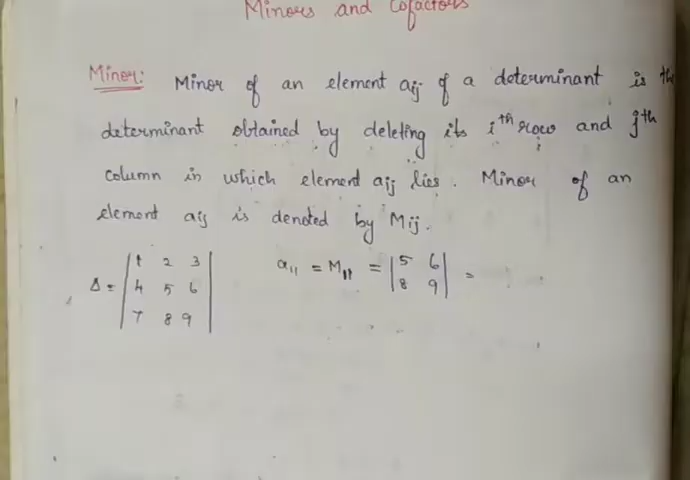 Minors and Cofactors
Minor: Minor of an element aij of a determinant is the
determinant obtained by deleting its ith row and jth
column in which element aij lies. Minor of an
element aij is denoted by Mij.
Δ = | 1 2 3 | a11 = M11 = | 5 6 | =
| 4 5 6 | | 8 9 |
| 7 8 9 |